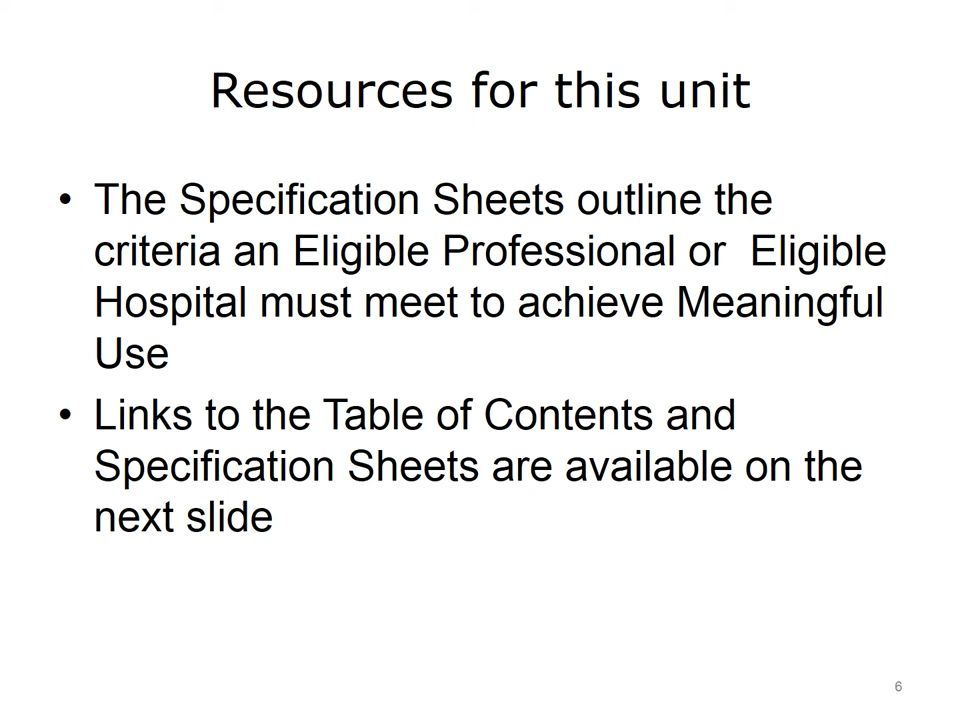 Resources for this unit
• The Specification Sheets outline the
criteria an Eligible Professional or  Eligible
Hospital must meet to achieve Meaningful
Use
• Links to the Table of Contents and
Specification Sheets are available on the
next slide
6